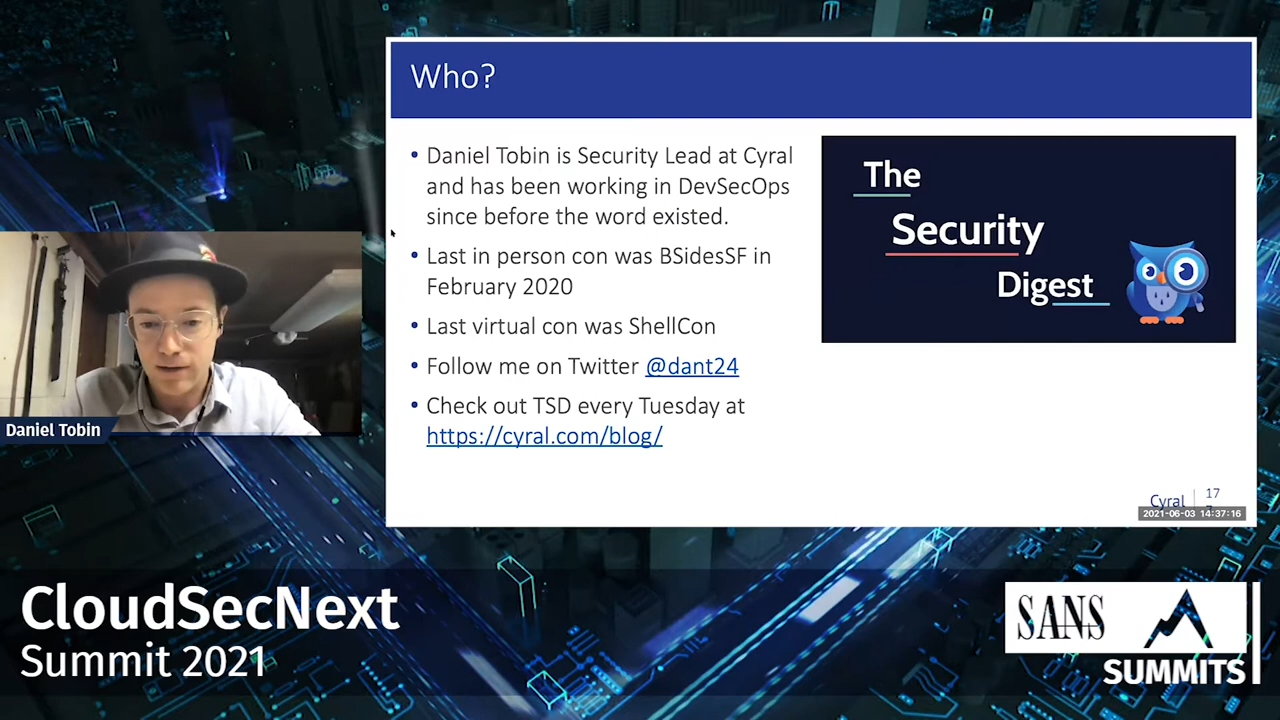 Who?
• Daniel Tobin is Security Lead at Cyral
and has been working in DevSecOps
since before the word existed.
• Last in person con was BSidesSF in
February 2020
• Last virtual con was ShellCon
• Follow me on Twitter @dant24
• Check out TSD every Tuesday at
https://cyral.com/blog/
The
Security
Digest
Cyral
17
2021-06-03 14:37:16
Daniel Tobin
CloudSecNext
Summit 2021
SANS
SUMMITS